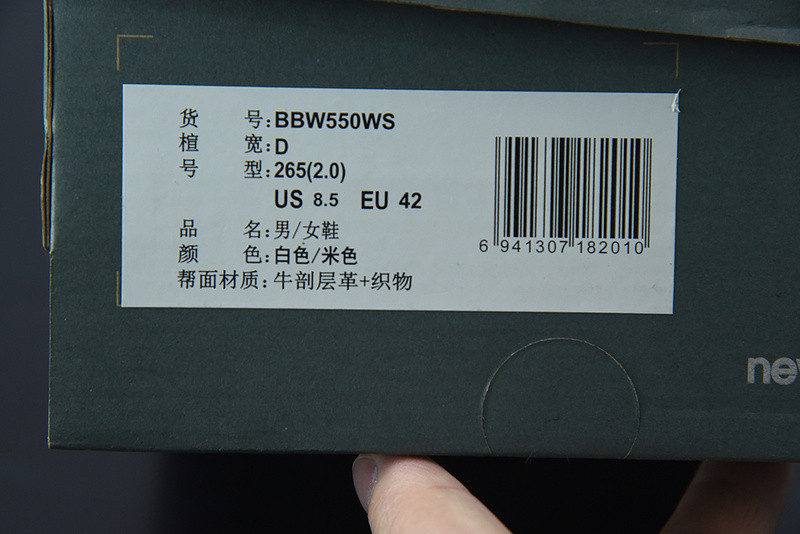 货 号:BBW550WS
楦 宽:D
号 型:265(2.0)
US 8.5 EU 42
品 名:男/女鞋
颜 色:白色/米色
帮面材质:牛剖层革+织物
6 941307 182010
new